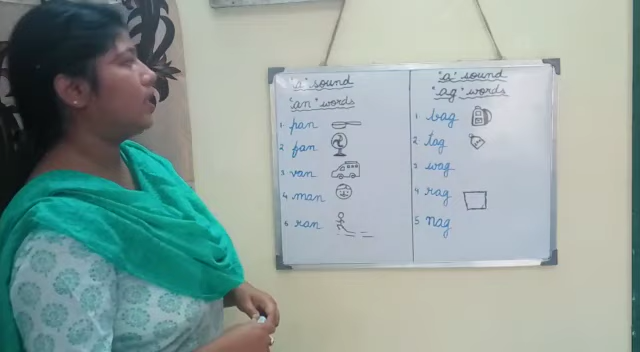 "a" sound
"an" words
1. pan
2. fan
3. van
4. man
5. ran
"a" sound
"ag" words
1. bag
2. tag
3. wag
4. rag
5. nag